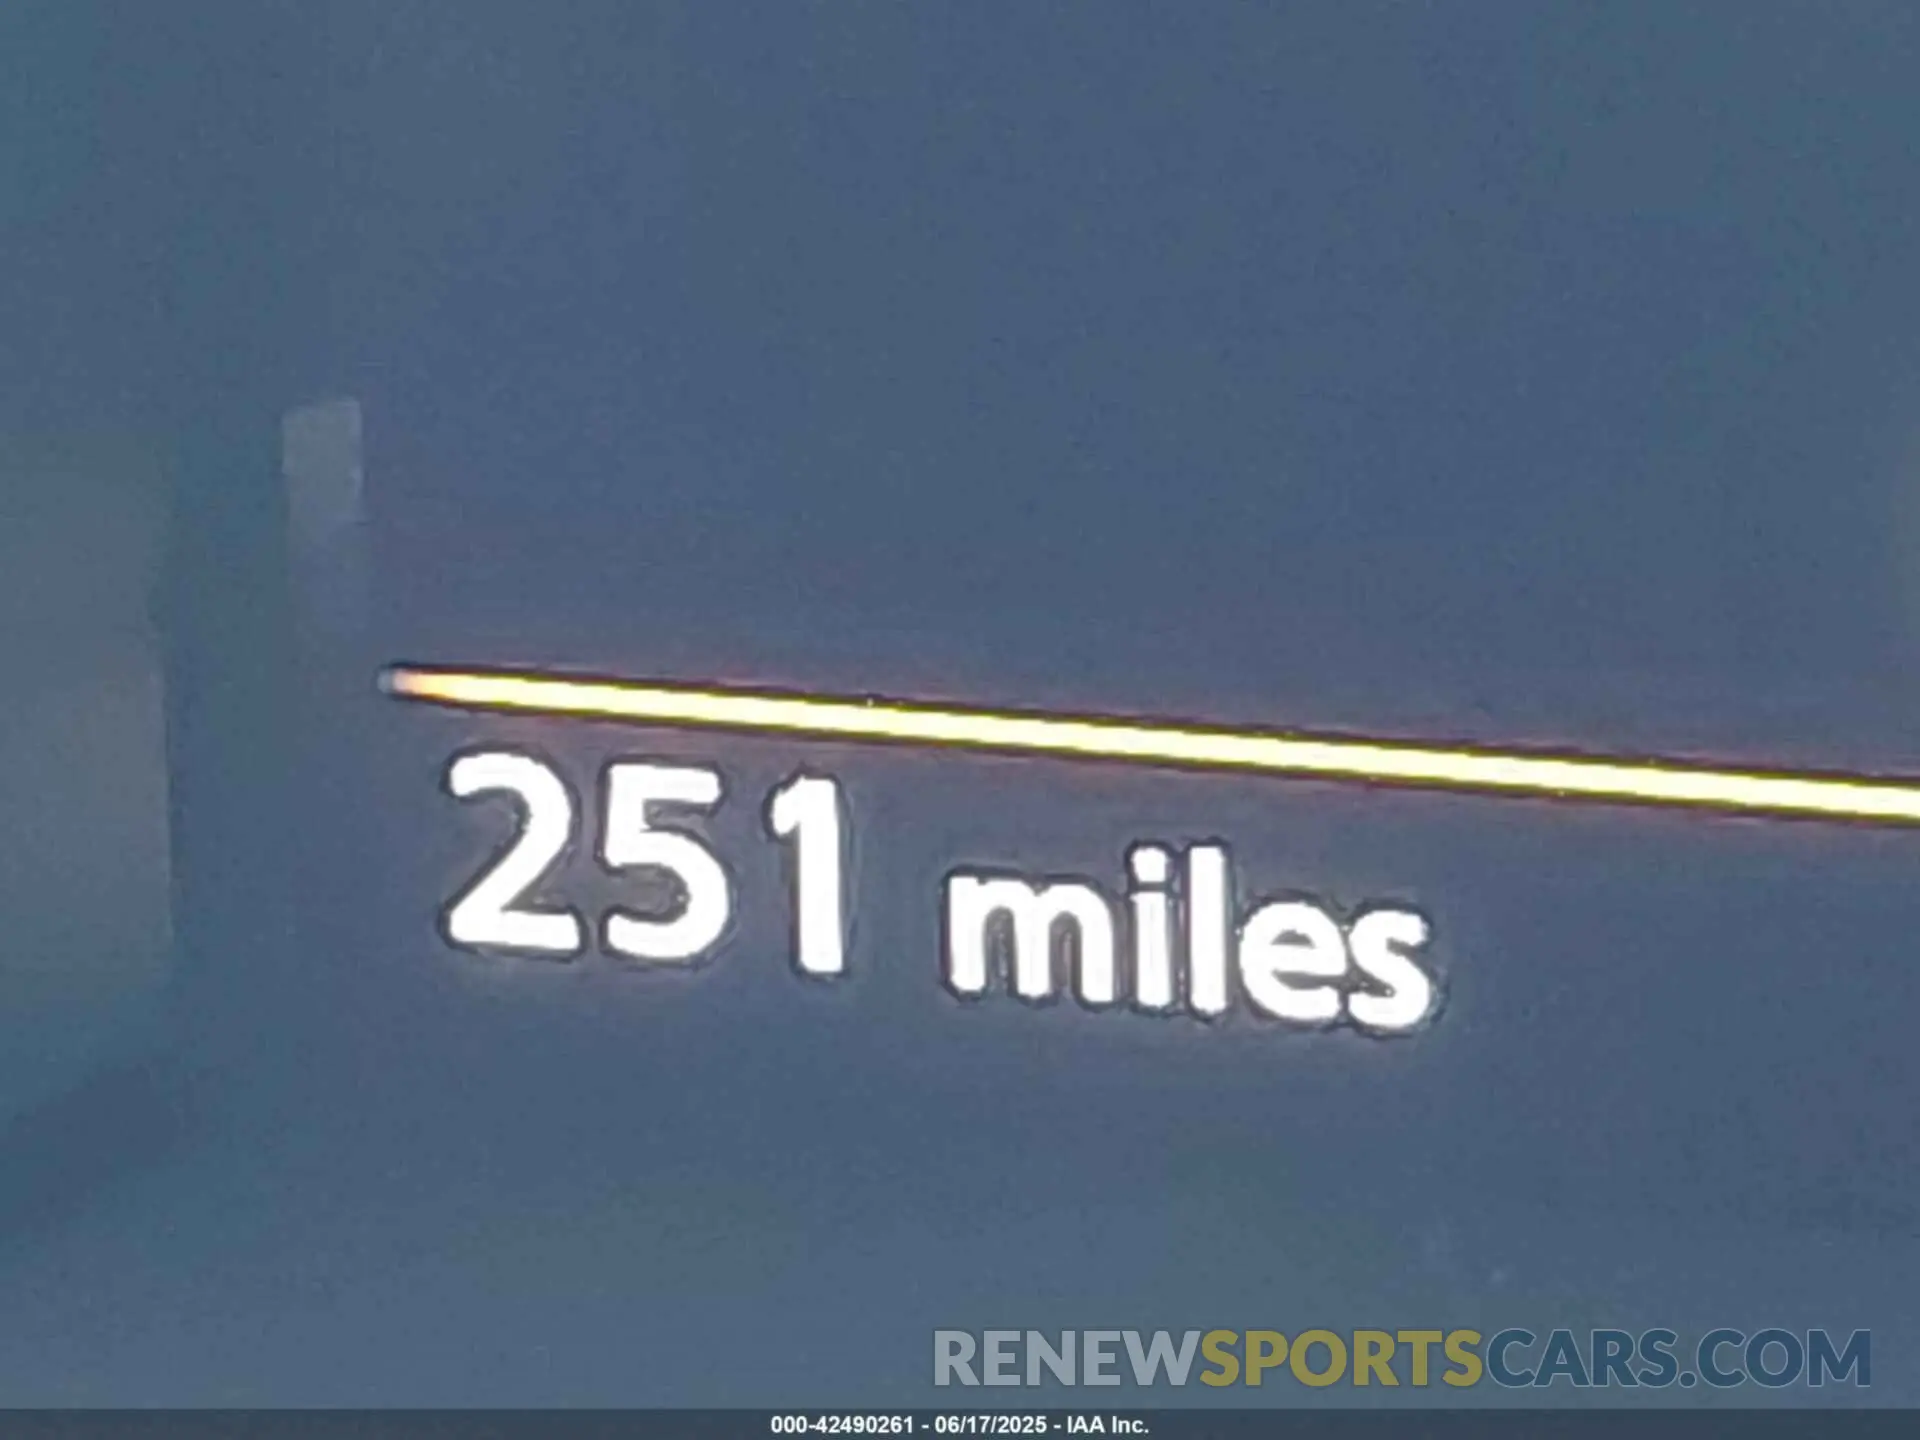 251 miles
RENEWSPORTSCARS.COM
000-42490261 - 06/17/2025 - IAA Inc.